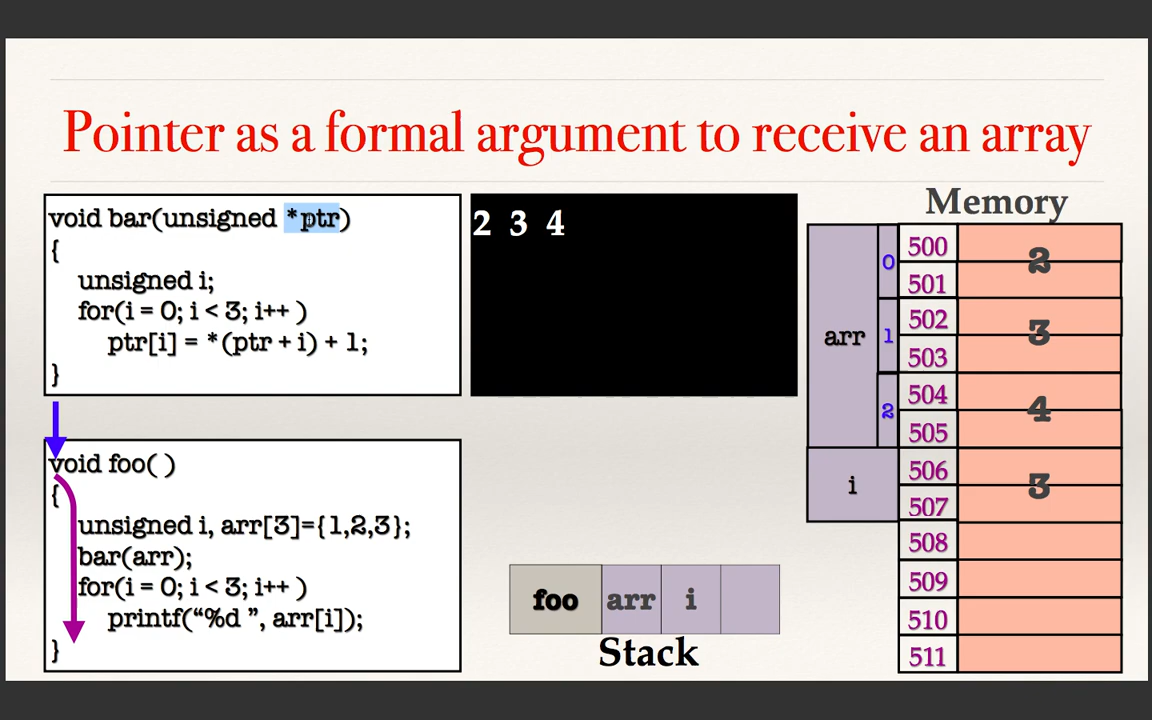 Pointer as a formal argument to receive an array
void bar(unsigned *ptr)
{
unsigned i;
for(i = 0; i < 3; i++ )
ptr[i] = *(ptr + i) + 1;
}
void foo( )
{
unsigned i, arr[3]={1,2,3};
bar(arr);
for(i = 0; i < 3; i++ )
printf(“%d ”, arr[i]);
}
2 3 4
foo arr i
Stack
Memory
arr
0
1
2
i
500
501
502
503
504
505
506
507
508
509
510
511
2
3
4
3